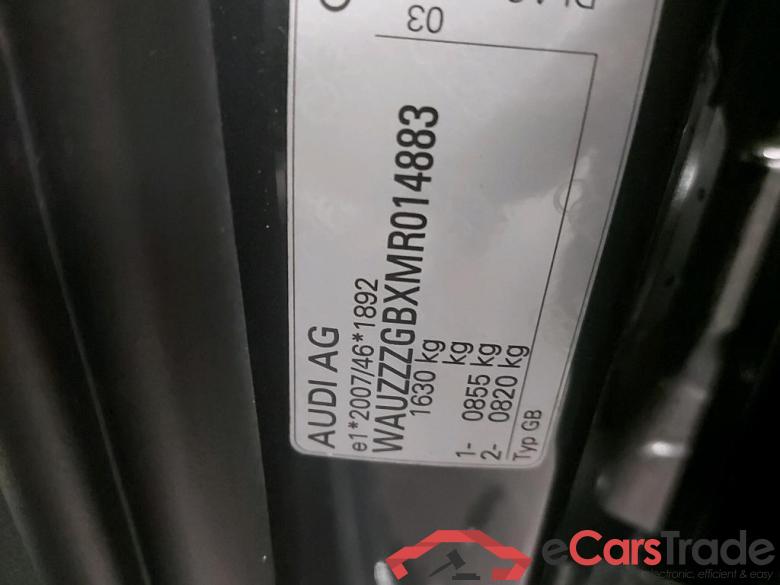 AUDI AG
e1*2007/46*1892
WAUZZZGBXMR014883
1630 kg
kg
1- 0855 kg
2- 0820 kg
Typ GB
03
eCarsTrade
electronic, efficient & easy